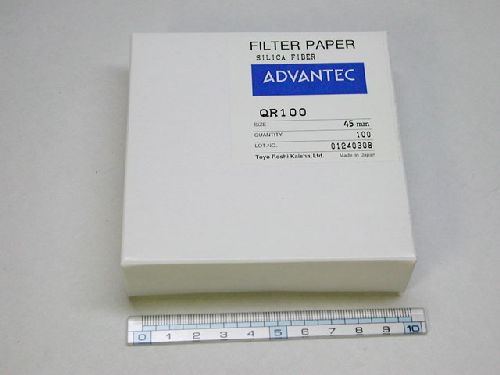 FILTER PAPER
SILICA FIBER
ADVANTEC
QR100
SIZE 45 mm
QUANTITY 100
LOT.NO. 01240308
Toyo Roshi Kaisha, Ltd. Made in Japan
0 1 2 3 4 5 6 7 8 9 10